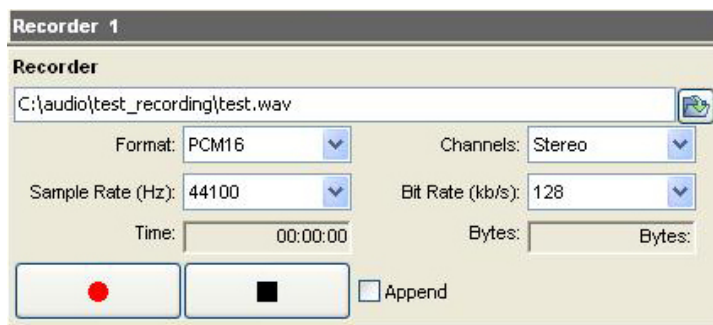 Recorder 1
Recorder
C:\audio\test_recording\test.wav
Format: PCM16 Channels: Stereo
Sample Rate (Hz): 44100 Bit Rate (kb/s): 128
Time: 00:00:00 Bytes: Bytes:
Append